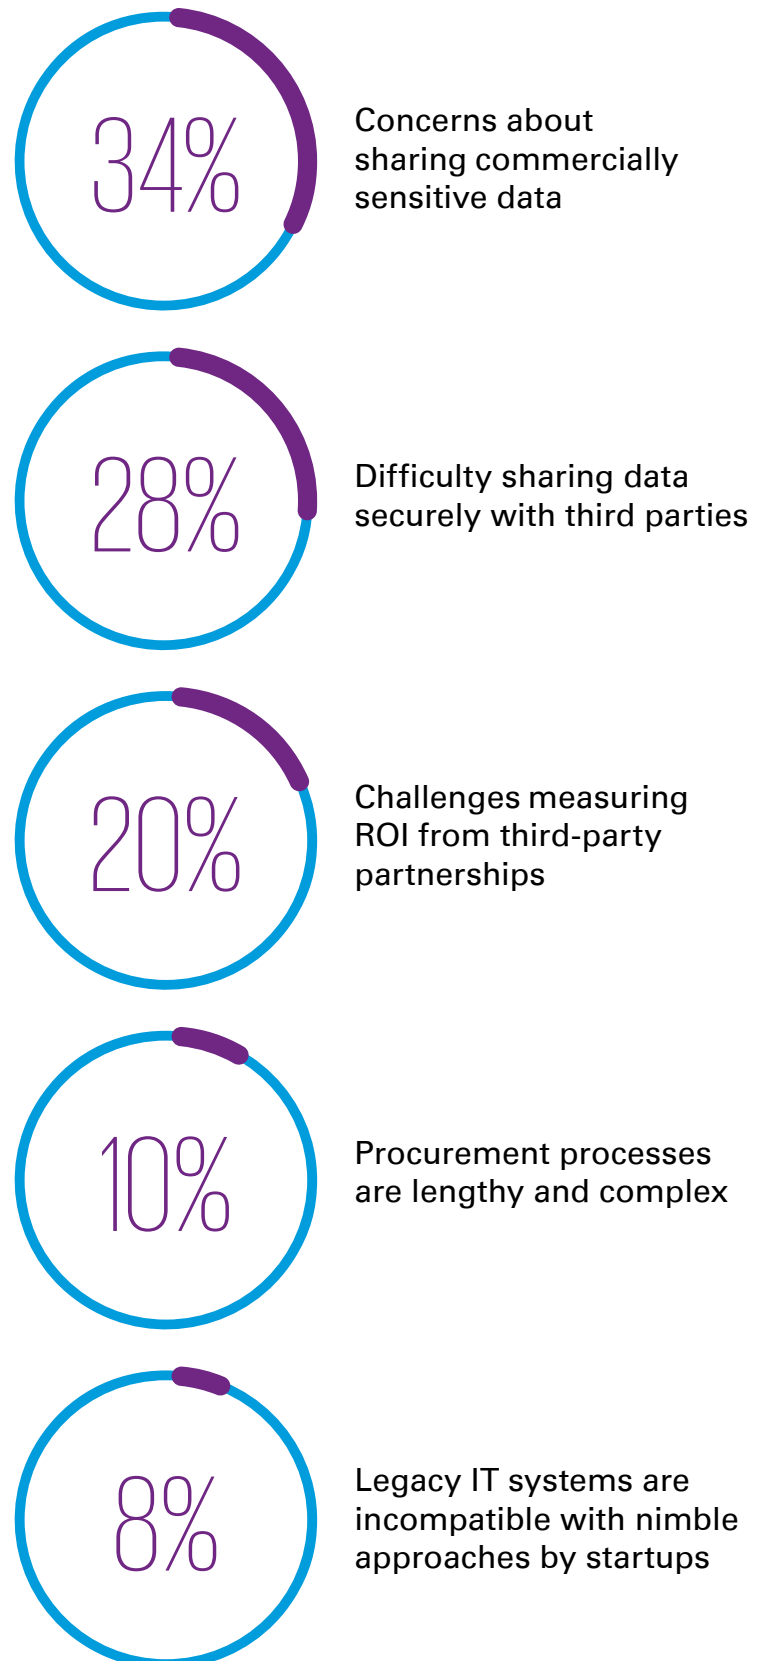 34%
Concerns about
sharing commercially
sensitive data
28%
Difficulty sharing data
securely with third parties
20%
Challenges measuring
ROI from third-party
partnerships
10%
Procurement processes
are lengthy and complex
8%
Legacy IT systems are
incompatible with nimble
approaches by startups